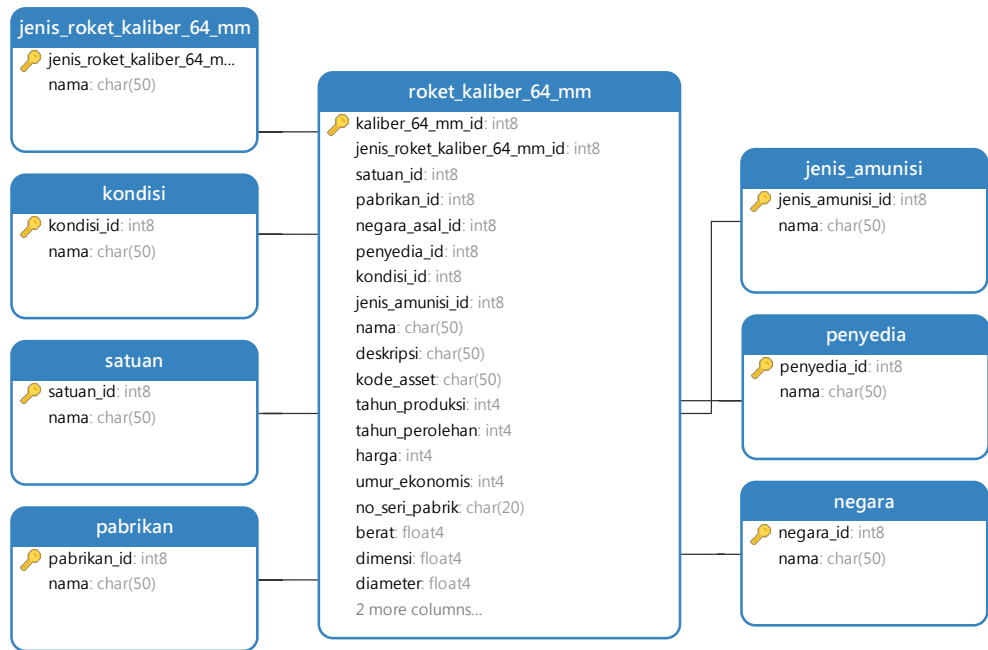 jenis_roket_kaliber_64_mm
jenis_roket_kaliber_64_m...
nama: char(50)
kondisi
kondisi_id: int8
nama: char(50)
satuan
satuan_id: int8
nama: char(50)
pabrikan
pabrikan_id: int8
nama: char(50)
roket_kaliber_64_mm
kaliber_64_mm_id: int8
jenis_roket_kaliber_64_mm_id: int8
satuan_id: int8
pabrikan_id: int8
negara_asal_id: int8
penyedia_id: int8
kondisi_id: int8
jenis_amunisi_id: int8
nama: char(50)
deskripsi: char(50)
kode_asset: char(50)
tahun_produksi: int4
tahun_perolehan: int4
harga: int4
umur_ekonomis: int4
no_seri_pabrik: char(20)
berat: float4
dimensi: float4
diameter: float4
2 more columns...
jenis_amunisi
jenis_amunisi_id: int8
nama: char(50)
penyedia
penyedia_id: int8
nama: char(50)
negara
negara_id: int8
nama: char(50)